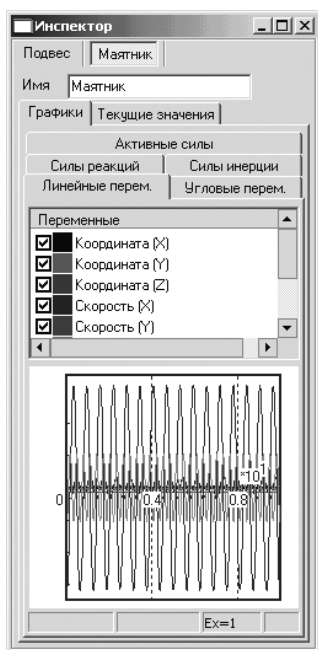 Инспектор
Подвес Маятник
Имя Маятник
Графики Текущие значения
Активные силы
Силы реакций Силы инерции
Линейные перем. Угловые перем.
Переменные
Координата (X)
Координата (Y)
Координата (Z)
Скорость (X)
Скорость (Y)
×10¹
0 0.4 0.8
Ex=1